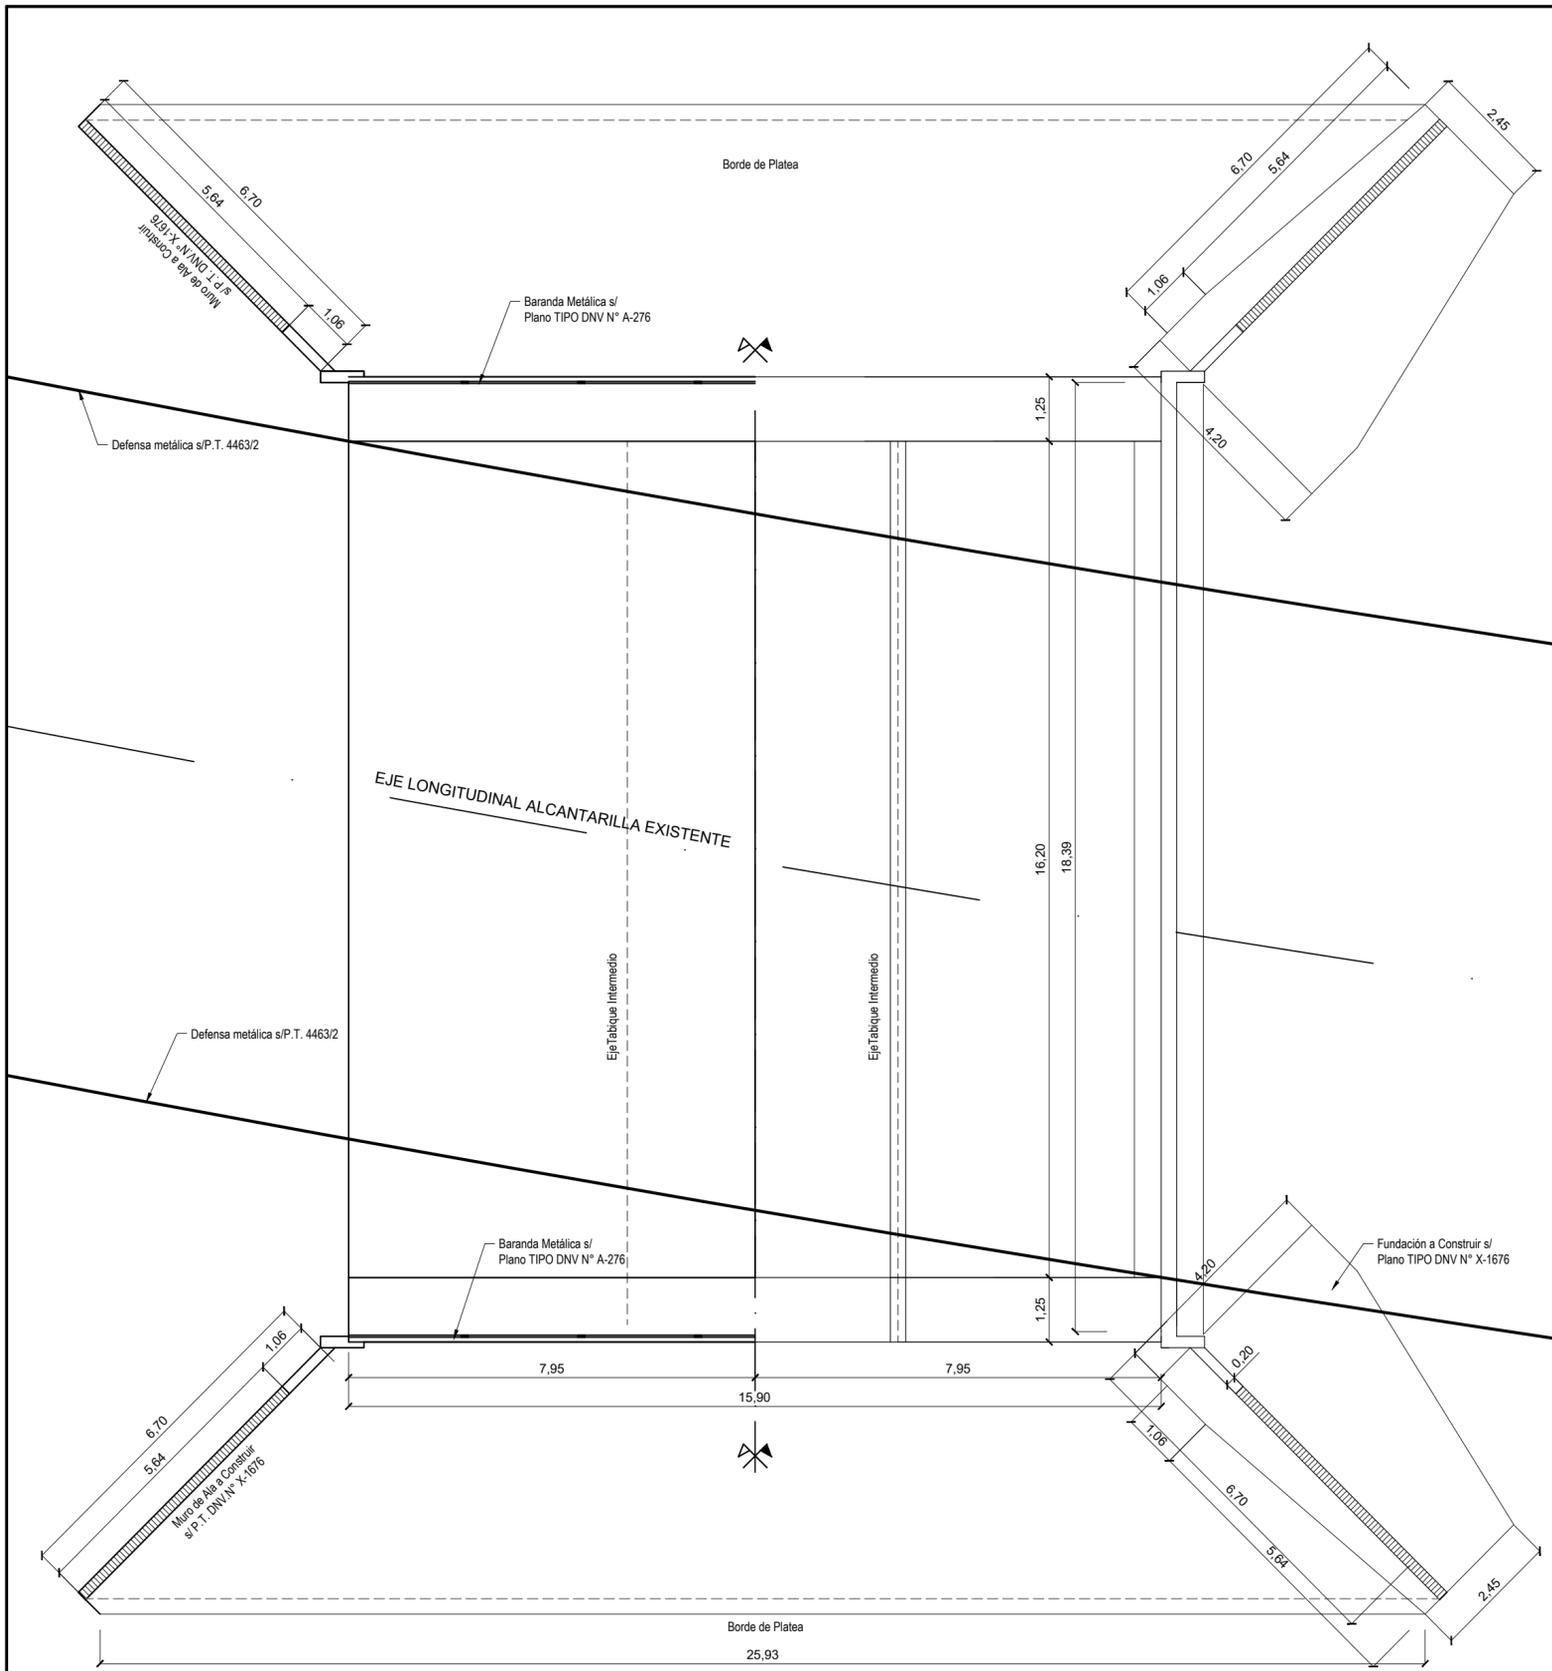 6,70
5,64
2,45
Borde de Platea
6,70
5,64
Muro de Ala a Construir
s/ P.T. DNV.N° X-1676
1,06
1,06
Baranda Metálica s/
Plano TIPO DNV N° A-276
1,25
4,20
Defensa metálica s/P.T. 4463/2
EJE LONGITUDINAL ALCANTARILLA EXISTENTE
16,20
18,39
EjeTabique Intermedio
EjeTabique Intermedio
Defensa metálica s/P.T. 4463/2
Baranda Metálica s/
Plano TIPO DNV N° A-276
Fundación a Construir s/
Plano TIPO DNV N° X-1676
4,20
1,25
1,06
7,95
7,95
0,20
15,90
6,70
5,64
Muro de Ala a Construir
s/ P.T. DNV.N° X-1676
1,06
6,70
5,64
2,45
Borde de Platea
25,93